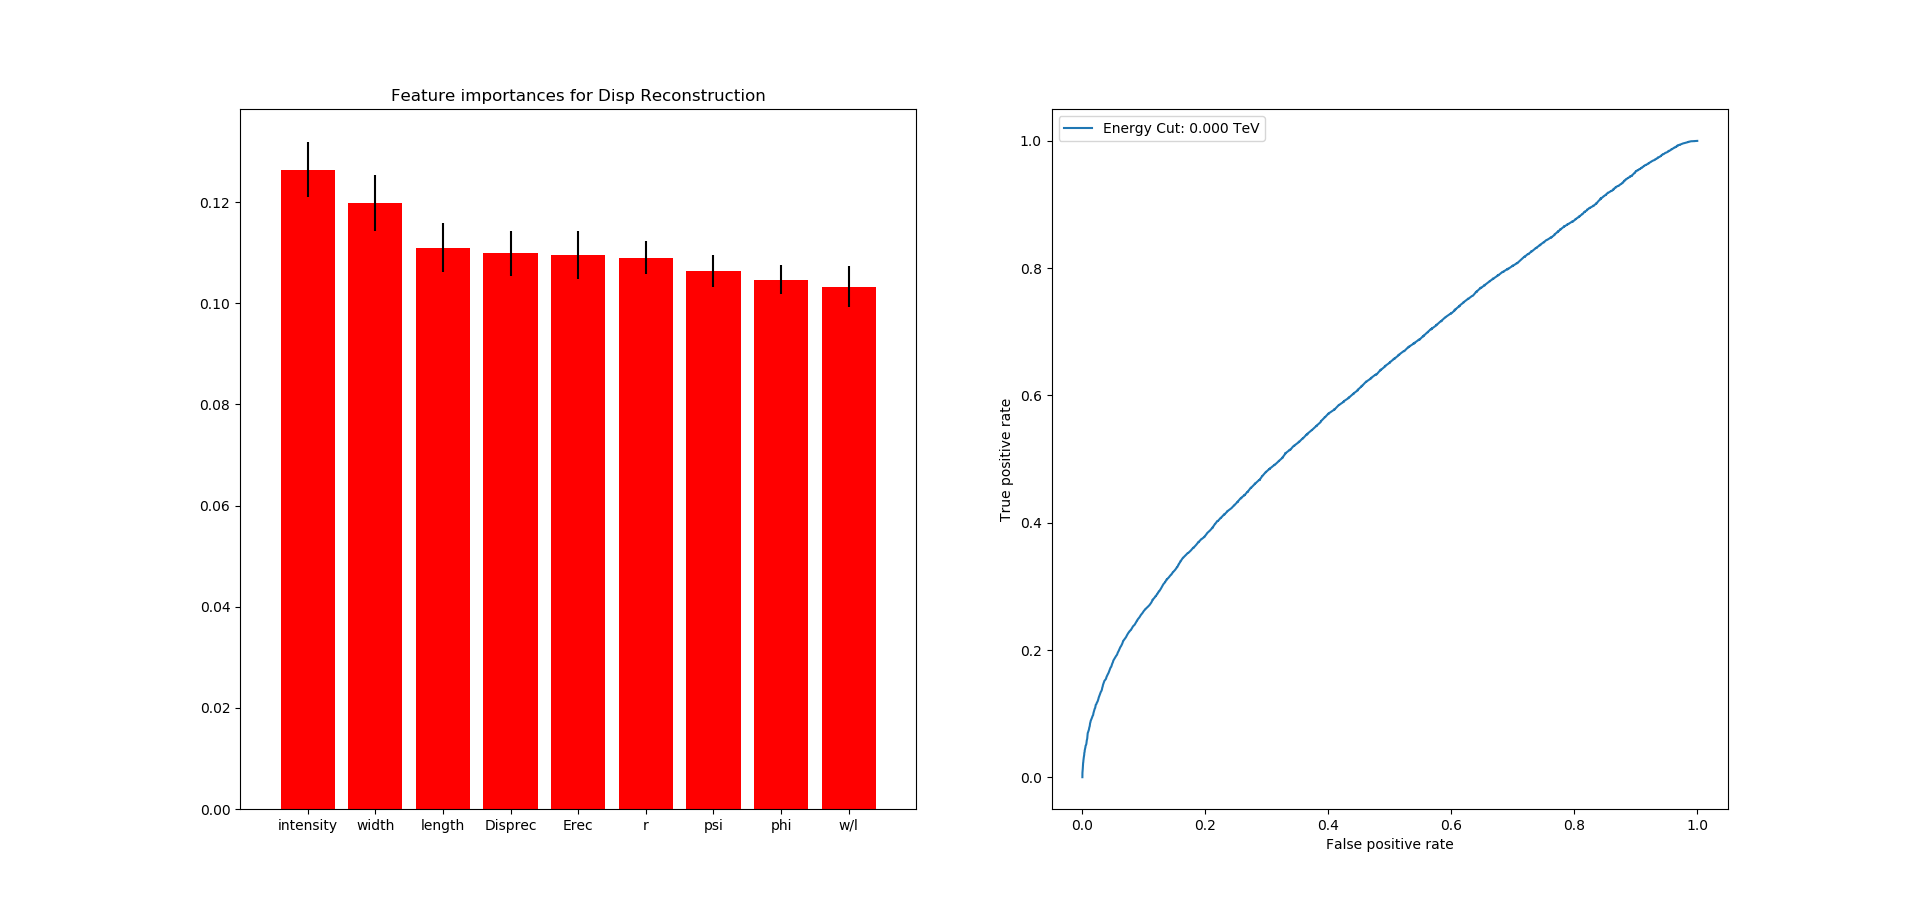 Feature importances for Disp Reconstruction
0.12
0.10
0.08
0.06
0.04
0.02
0.00
intensity width length Disprec Erec r psi phi w/l
Energy Cut: 0.000 TeV
True positive rate
1.0
0.8
0.6
0.4
0.2
0.0
0.0 0.2 0.4 0.6 0.8 1.0
False positive rate